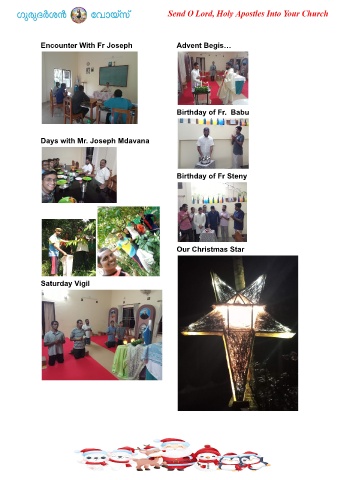 ഗുരുദർശൻ വോയ്സ്
Send O Lord, Holy Apostles Into Your Church
Encounter With Fr Joseph
Days with Mr. Joseph Mdavana
Saturday Vigil
Advent Begis…
Birthday of Fr. Babu
Birthday of Fr Steny
Our Christmas Star